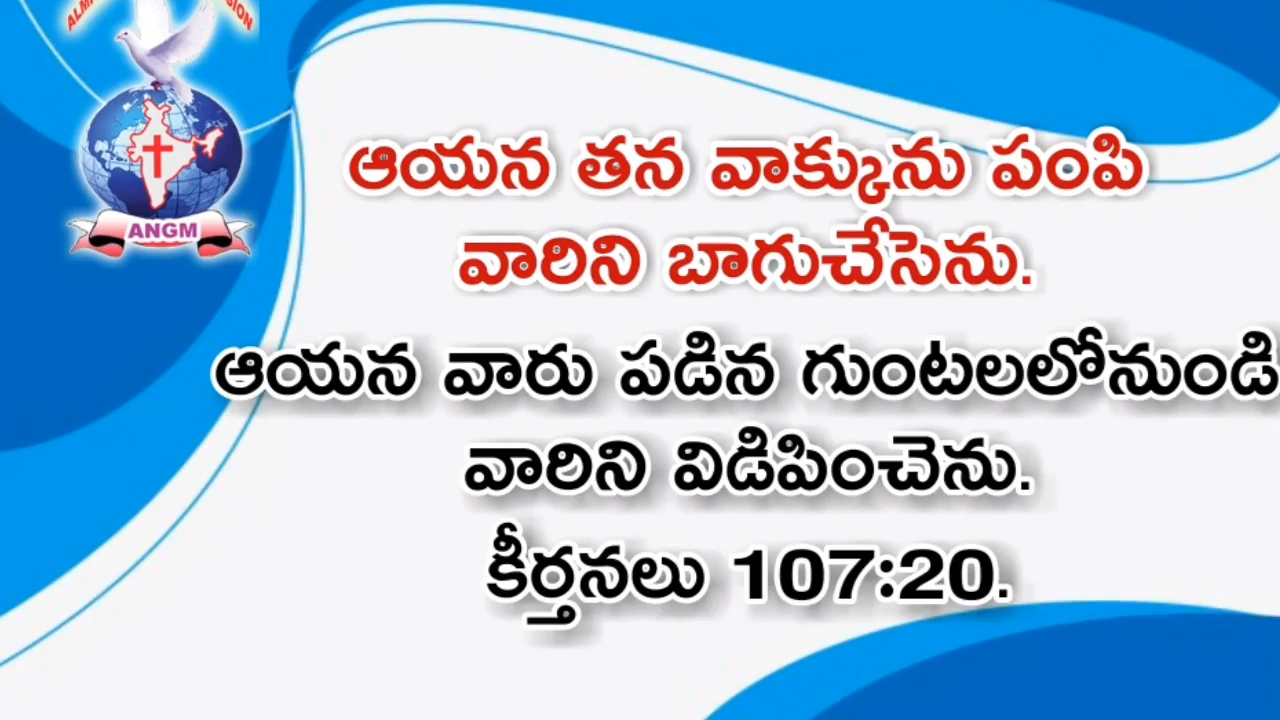 ANGM
ఆయన తన వాక్కును పంపి
వారిని బాగుచేసెను.
ఆయన వారు పడిన గుంటలలోనుండి
వారిని విడిపించెను.
కీర్తనలు 107:20.